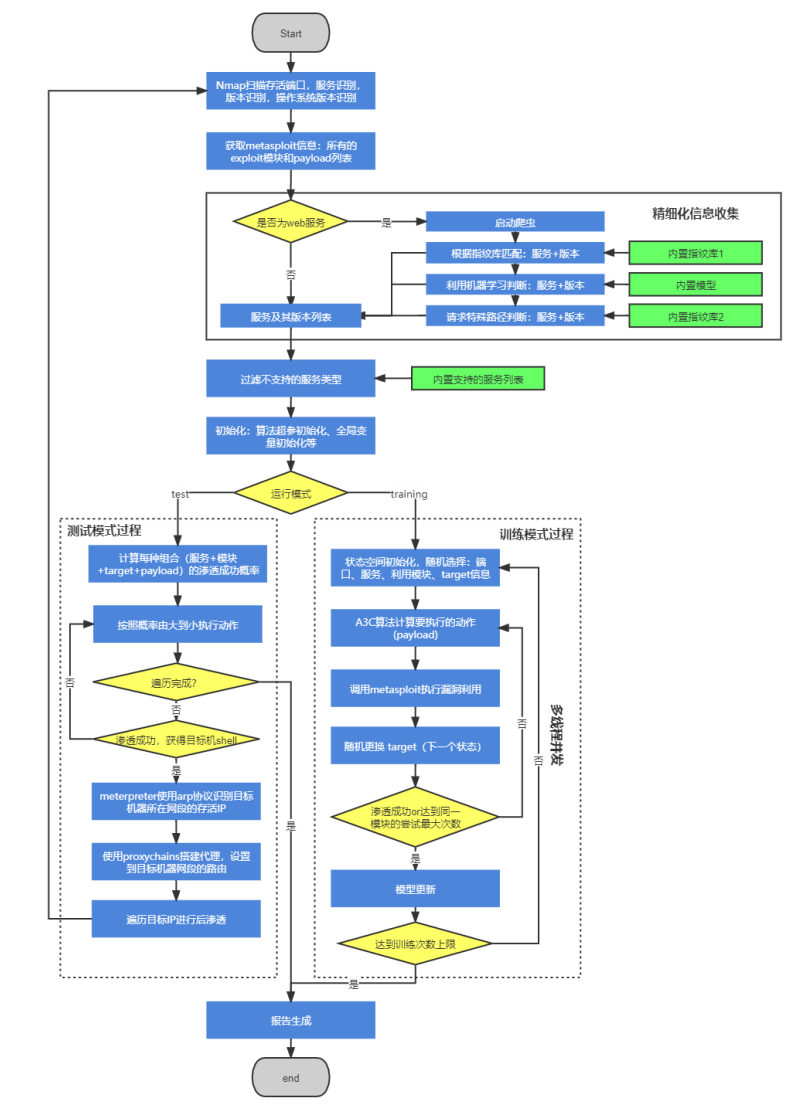 Start
Nmap扫描存活端口，服务识别，
版本识别，操作系统版本识别
获取metasploit信息：所有的
exploit模块和payload列表
精细化信息收集
是否为web服务
是
启动爬虫
根据指纹库匹配：服务+版本
内置指纹库1
否
利用机器学习判断：服务+版本
内置模型
服务及其版本列表
请求特殊路径判断：服务+版本
内置指纹库2
过滤不支持的服务类型
内置支持的服务列表
初始化：算法超参初始化、全局变
量初始化等
运行模式
test
training
测试模式过程
计算每种组合（服务+模块
+target+payload）的渗透成功概率
按照概率由大到小执行动作
遍历完成？
否
否
渗透成功，获得目标机shell
是
meterpreter使用arp协议识别目标
机器所在网段的存活IP
使用proxychains搭建代理，设置
到目标机器网段的路由
遍历目标IP进行后渗透
是
训练模式过程
状态空间初始化，随机选择：端
口、服务、利用模块、target信息
A3C算法计算要执行的动作
(payload)
调用metasploit执行漏洞利用
随机更换 target（下一个状态）
否
多线程并发
否
渗透成功or达到同一
模块的尝试最大次数
是
模型更新
达到训练次数上限
是
报告生成
end